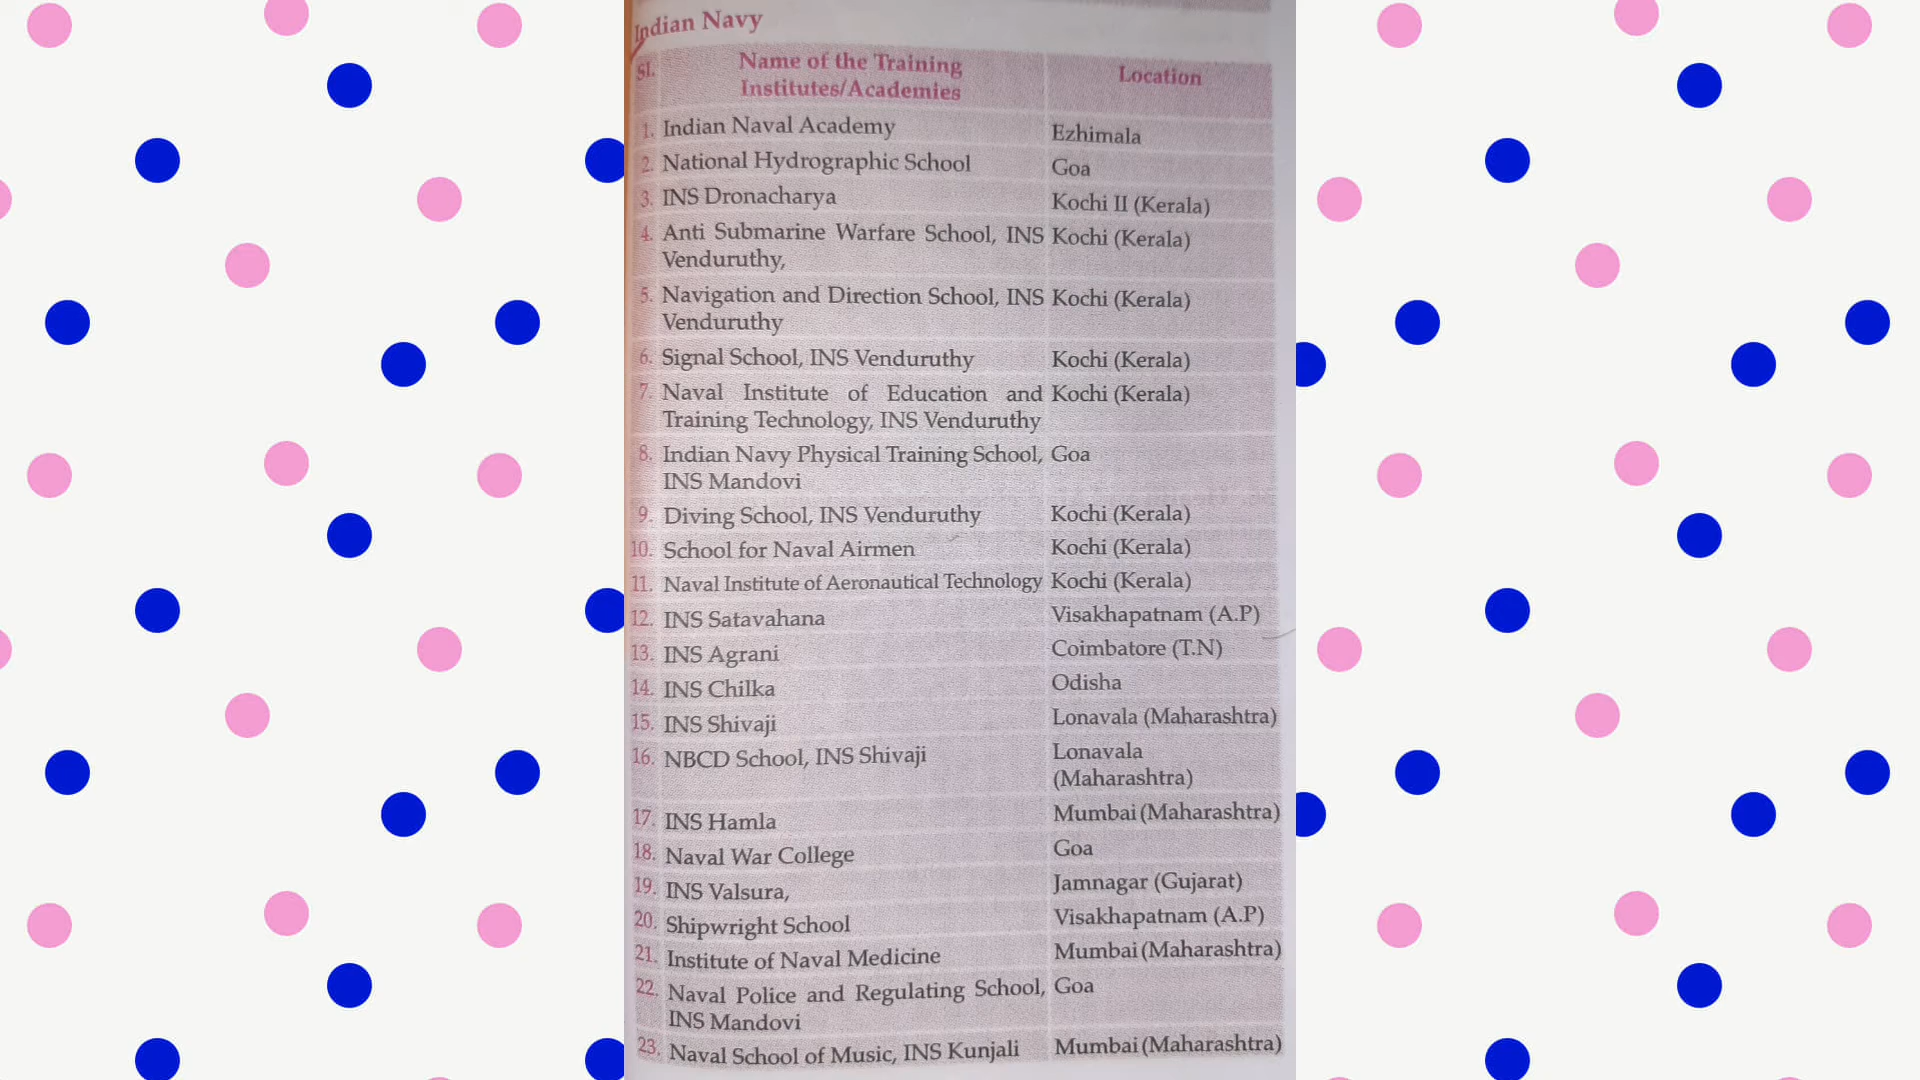 Indian Navy
Sl. Name of the Training Institutes/Academies Location
1. Indian Naval Academy Ezhimala
2. National Hydrographic School Goa
3. INS Dronacharya Kochi II (Kerala)
4. Anti Submarine Warfare School, INS Kochi (Kerala)
Venduruthy,
5. Navigation and Direction School, INS Kochi (Kerala)
Venduruthy
6. Signal School, INS Venduruthy Kochi (Kerala)
7. Naval Institute of Education and Kochi (Kerala)
Training Technology, INS Venduruthy
8. Indian Navy Physical Training School, Goa
INS Mandovi
9. Diving School, INS Venduruthy Kochi (Kerala)
10. School for Naval Airmen Kochi (Kerala)
11. Naval Institute of Aeronautical Technology Kochi (Kerala)
12. INS Satavahana Visakhapatnam (A.P)
13. INS Agrani Coimbatore (T.N)
14. INS Chilka Odisha
15. INS Shivaji Lonavala (Maharashtra)
16. NBCD School, INS Shivaji Lonavala
(Maharashtra)
17. INS Hamla Mumbai (Maharashtra)
18. Naval War College Goa
19. INS Valsura, Jamnagar (Gujarat)
20. Shipwright School Visakhapatnam (A.P)
21. Institute of Naval Medicine Mumbai (Maharashtra)
22. Naval Police and Regulating School, Goa
INS Mandovi
23. Naval School of Music, INS Kunjali Mumbai (Maharashtra)